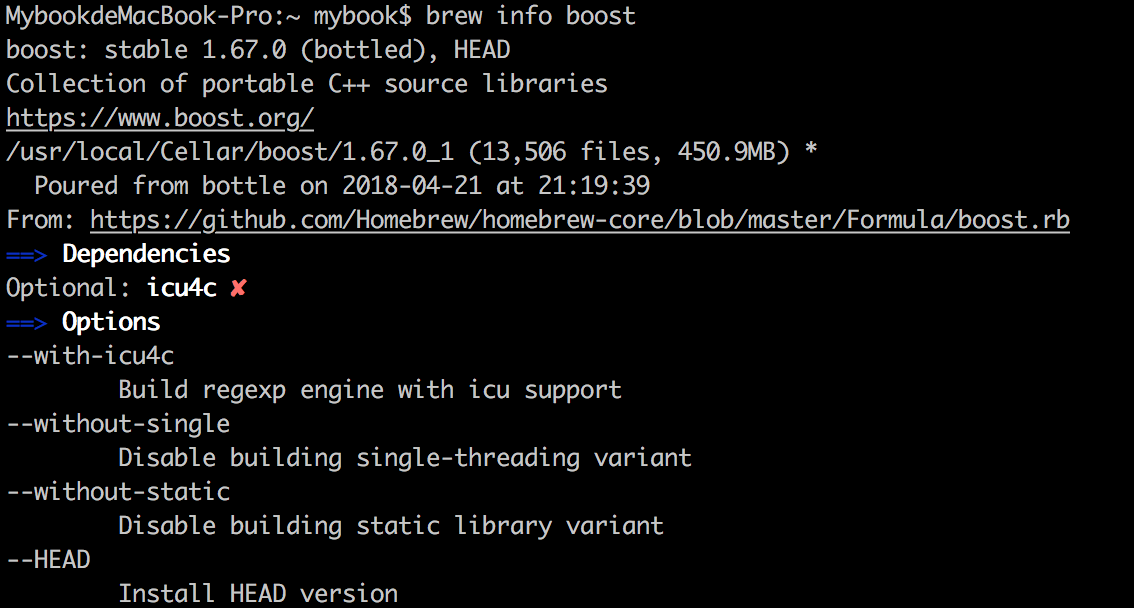 MybookdeMacBook-Pro:~ mybook$ brew info boost
boost: stable 1.67.0 (bottled), HEAD
Collection of portable C++ source libraries
https://www.boost.org/
/usr/local/Cellar/boost/1.67.0_1 (13,506 files, 450.9MB) *
  Poured from bottle on 2018-04-21 at 21:19:39
From: https://github.com/Homebrew/homebrew-core/blob/master/Formula/boost.rb
==> Dependencies
Optional: icu4c ✘
==> Options
--with-icu4c
        Build regexp engine with icu support
--without-single
        Disable building single-threading variant
--without-static
        Disable building static library variant
--HEAD
        Install HEAD version